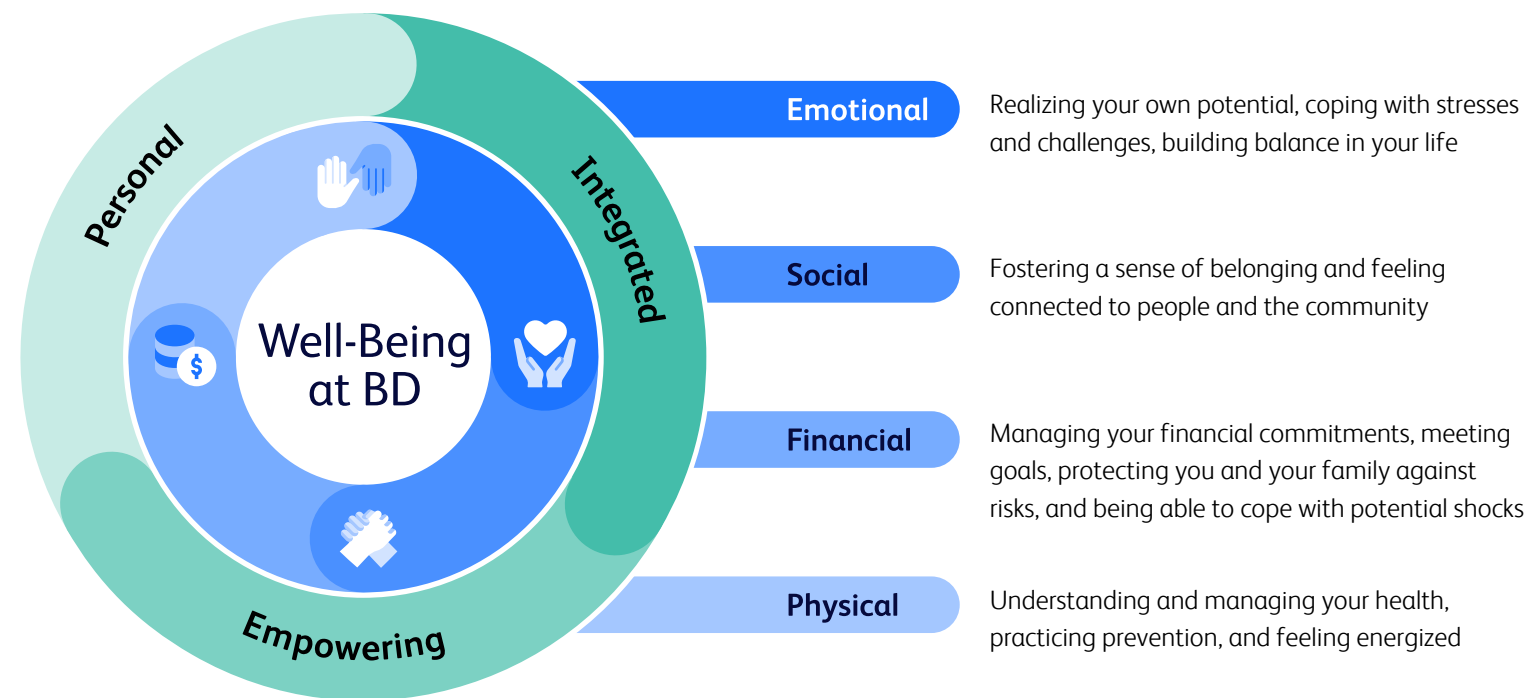 Personal
Integrated
Empowering
Well-Being
at BD
$
Emotional
Realizing your own potential, coping with stresses
and challenges, building balance in your life
Social
Fostering a sense of belonging and feeling
connected to people and the community
Financial
Managing your financial commitments, meeting
goals, protecting you and your family against
risks, and being able to cope with potential shocks
Physical
Understanding and managing your health,
practicing prevention, and feeling energized